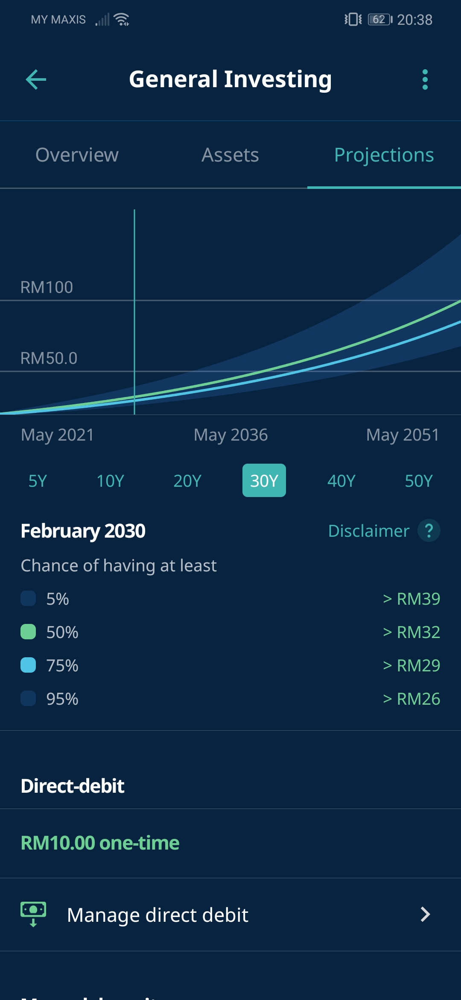 MY MAXIS 62 20:38
General Investing
Overview Assets Projections
RM100
RM50.0
May 2021 May 2036 May 2051
5Y 10Y 20Y 30Y 40Y 50Y
February 2030 Disclaimer ?
Chance of having at least
5% > RM39
50% > RM32
75% > RM29
95% > RM26
Direct-debit
RM10.00 one-time
Manage direct debit